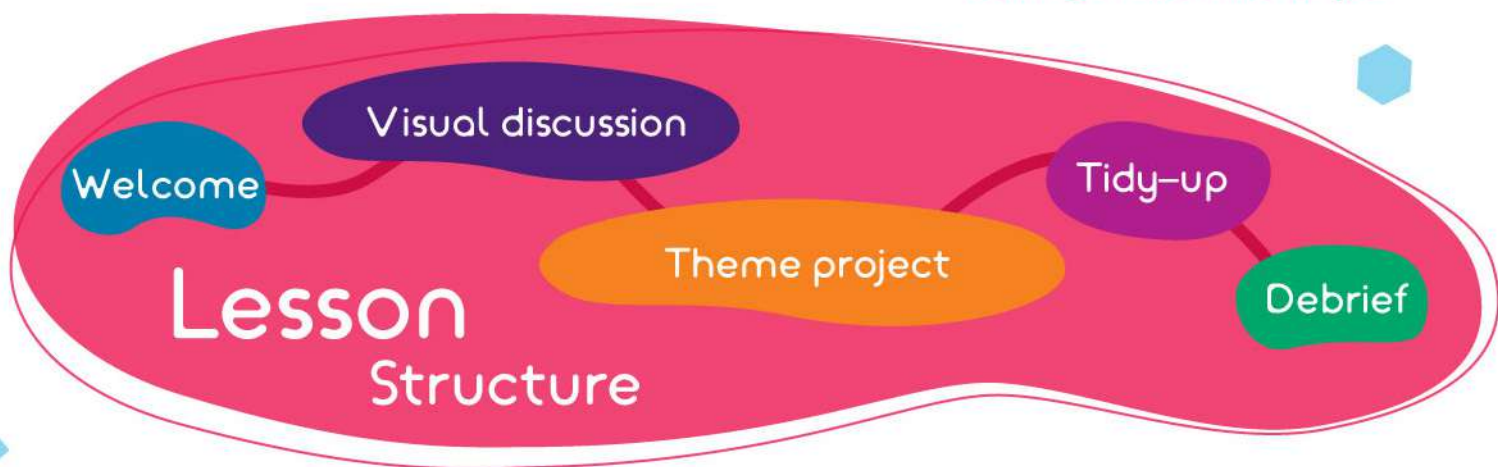 Welcome
Visual discussion
Theme project
Tidy-up
Debrief
Lesson
Structure